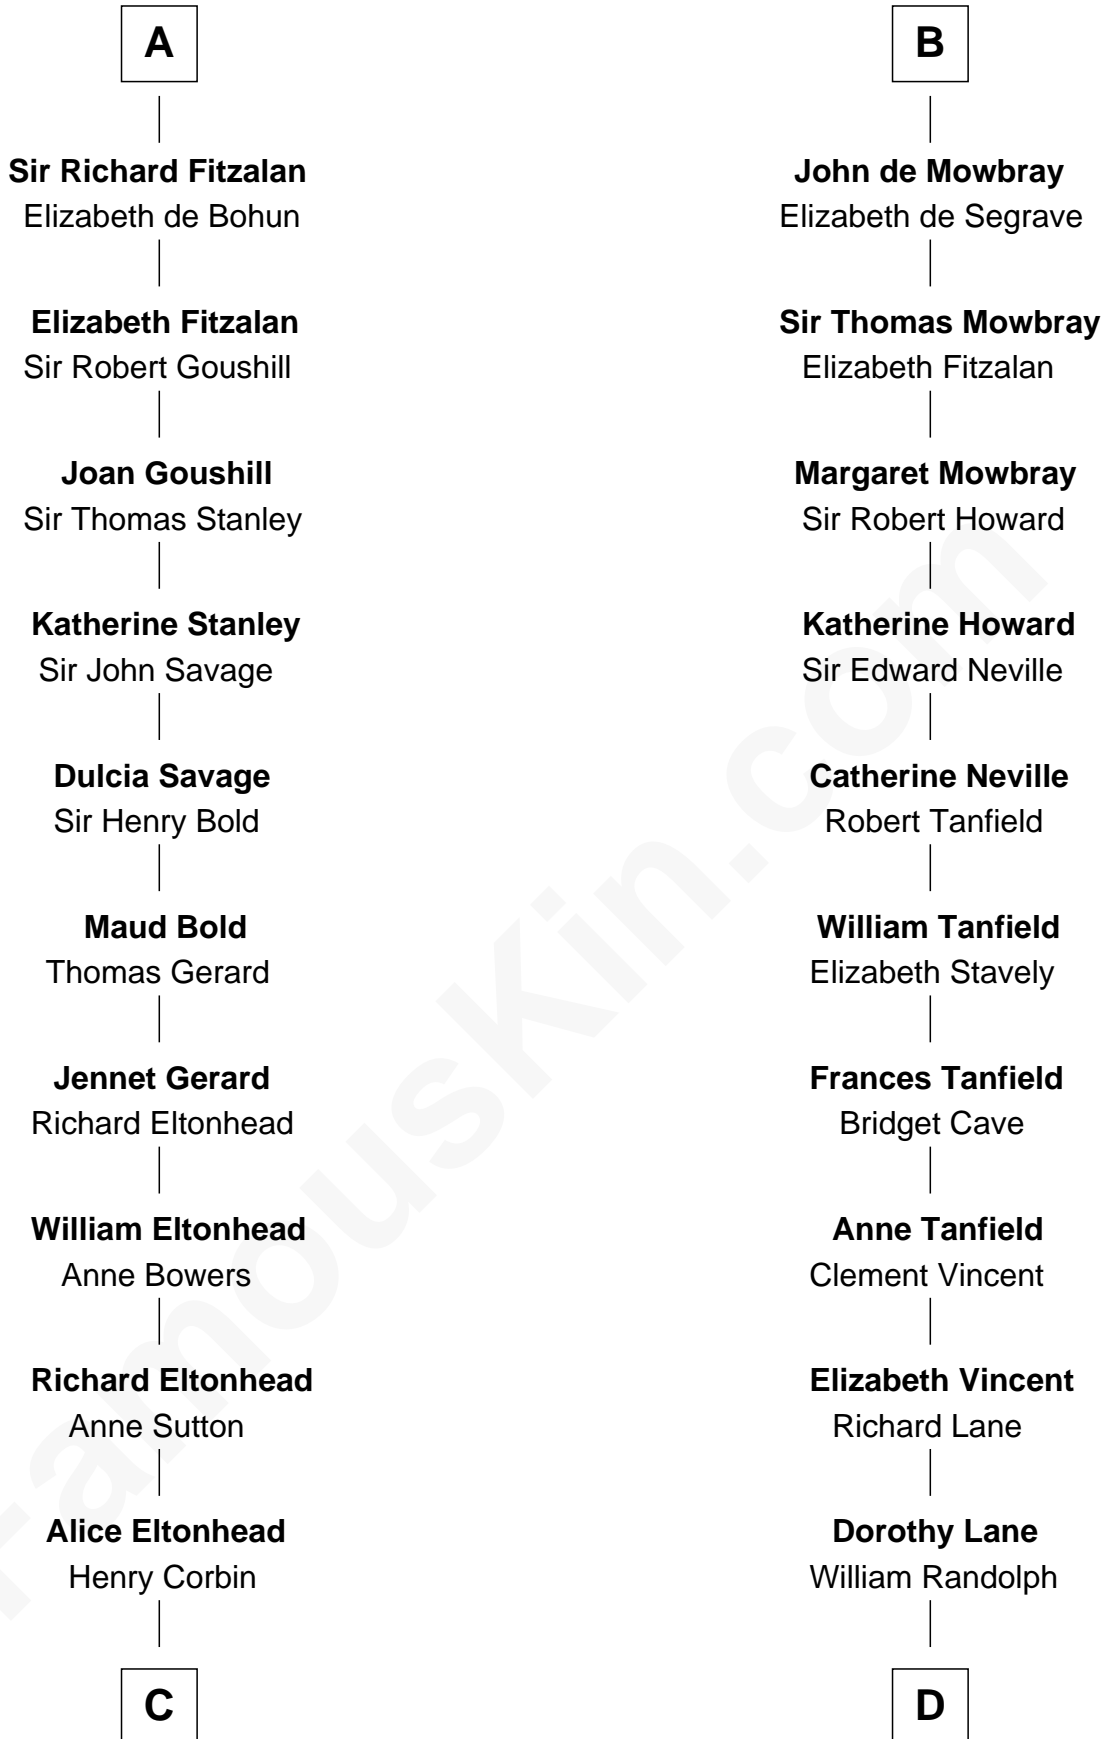 A
Sir Richard Fitzalan
Elizabeth de Bohun
Elizabeth Fitzalan
Sir Robert Goushill
Joan Goushill
Sir Thomas Stanley
Katherine Stanley
Sir John Savage
Dulcia Savage
Sir Henry Bold
Maud Bold
Thomas Gerard
Jennet Gerard
Richard Eltonhead
William Eltonhead
Anne Bowers
Richard Eltonhead
Anne Sutton
Alice Eltonhead
Henry Corbin
C
B
John de Mowbray
Elizabeth de Segrave
Sir Thomas Mowbray
Elizabeth Fitzalan
Margaret Mowbray
Sir Robert Howard
Katherine Howard
Sir Edward Neville
Catherine Neville
Robert Tanfield
William Tanfield
Elizabeth Stavely
Frances Tanfield
Bridget Cave
Anne Tanfield
Clement Vincent
Elizabeth Vincent
Richard Lane
Dorothy Lane
William Randolph
D
FamousKin.com